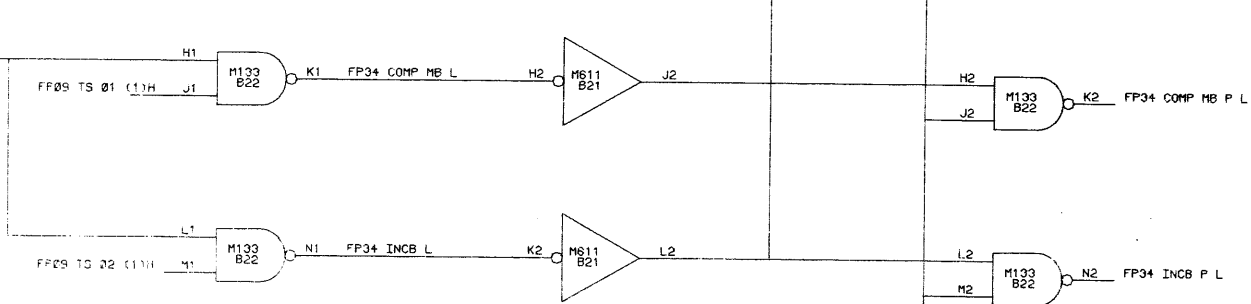 H1
M133
B22
K1 FP34 COMP MB L H2
M611
B21
J2
H2
M133
B22
K2 FP34 COMP MB P L
FP09 TS 01 (1)H J1
J2
L1
M133
B22
N1 FP34 INCB L K2
M611
B21
L2
L2
M133
B22
N2 FP34 INCB P L
FP09 TS 02 (1)H M1
M2